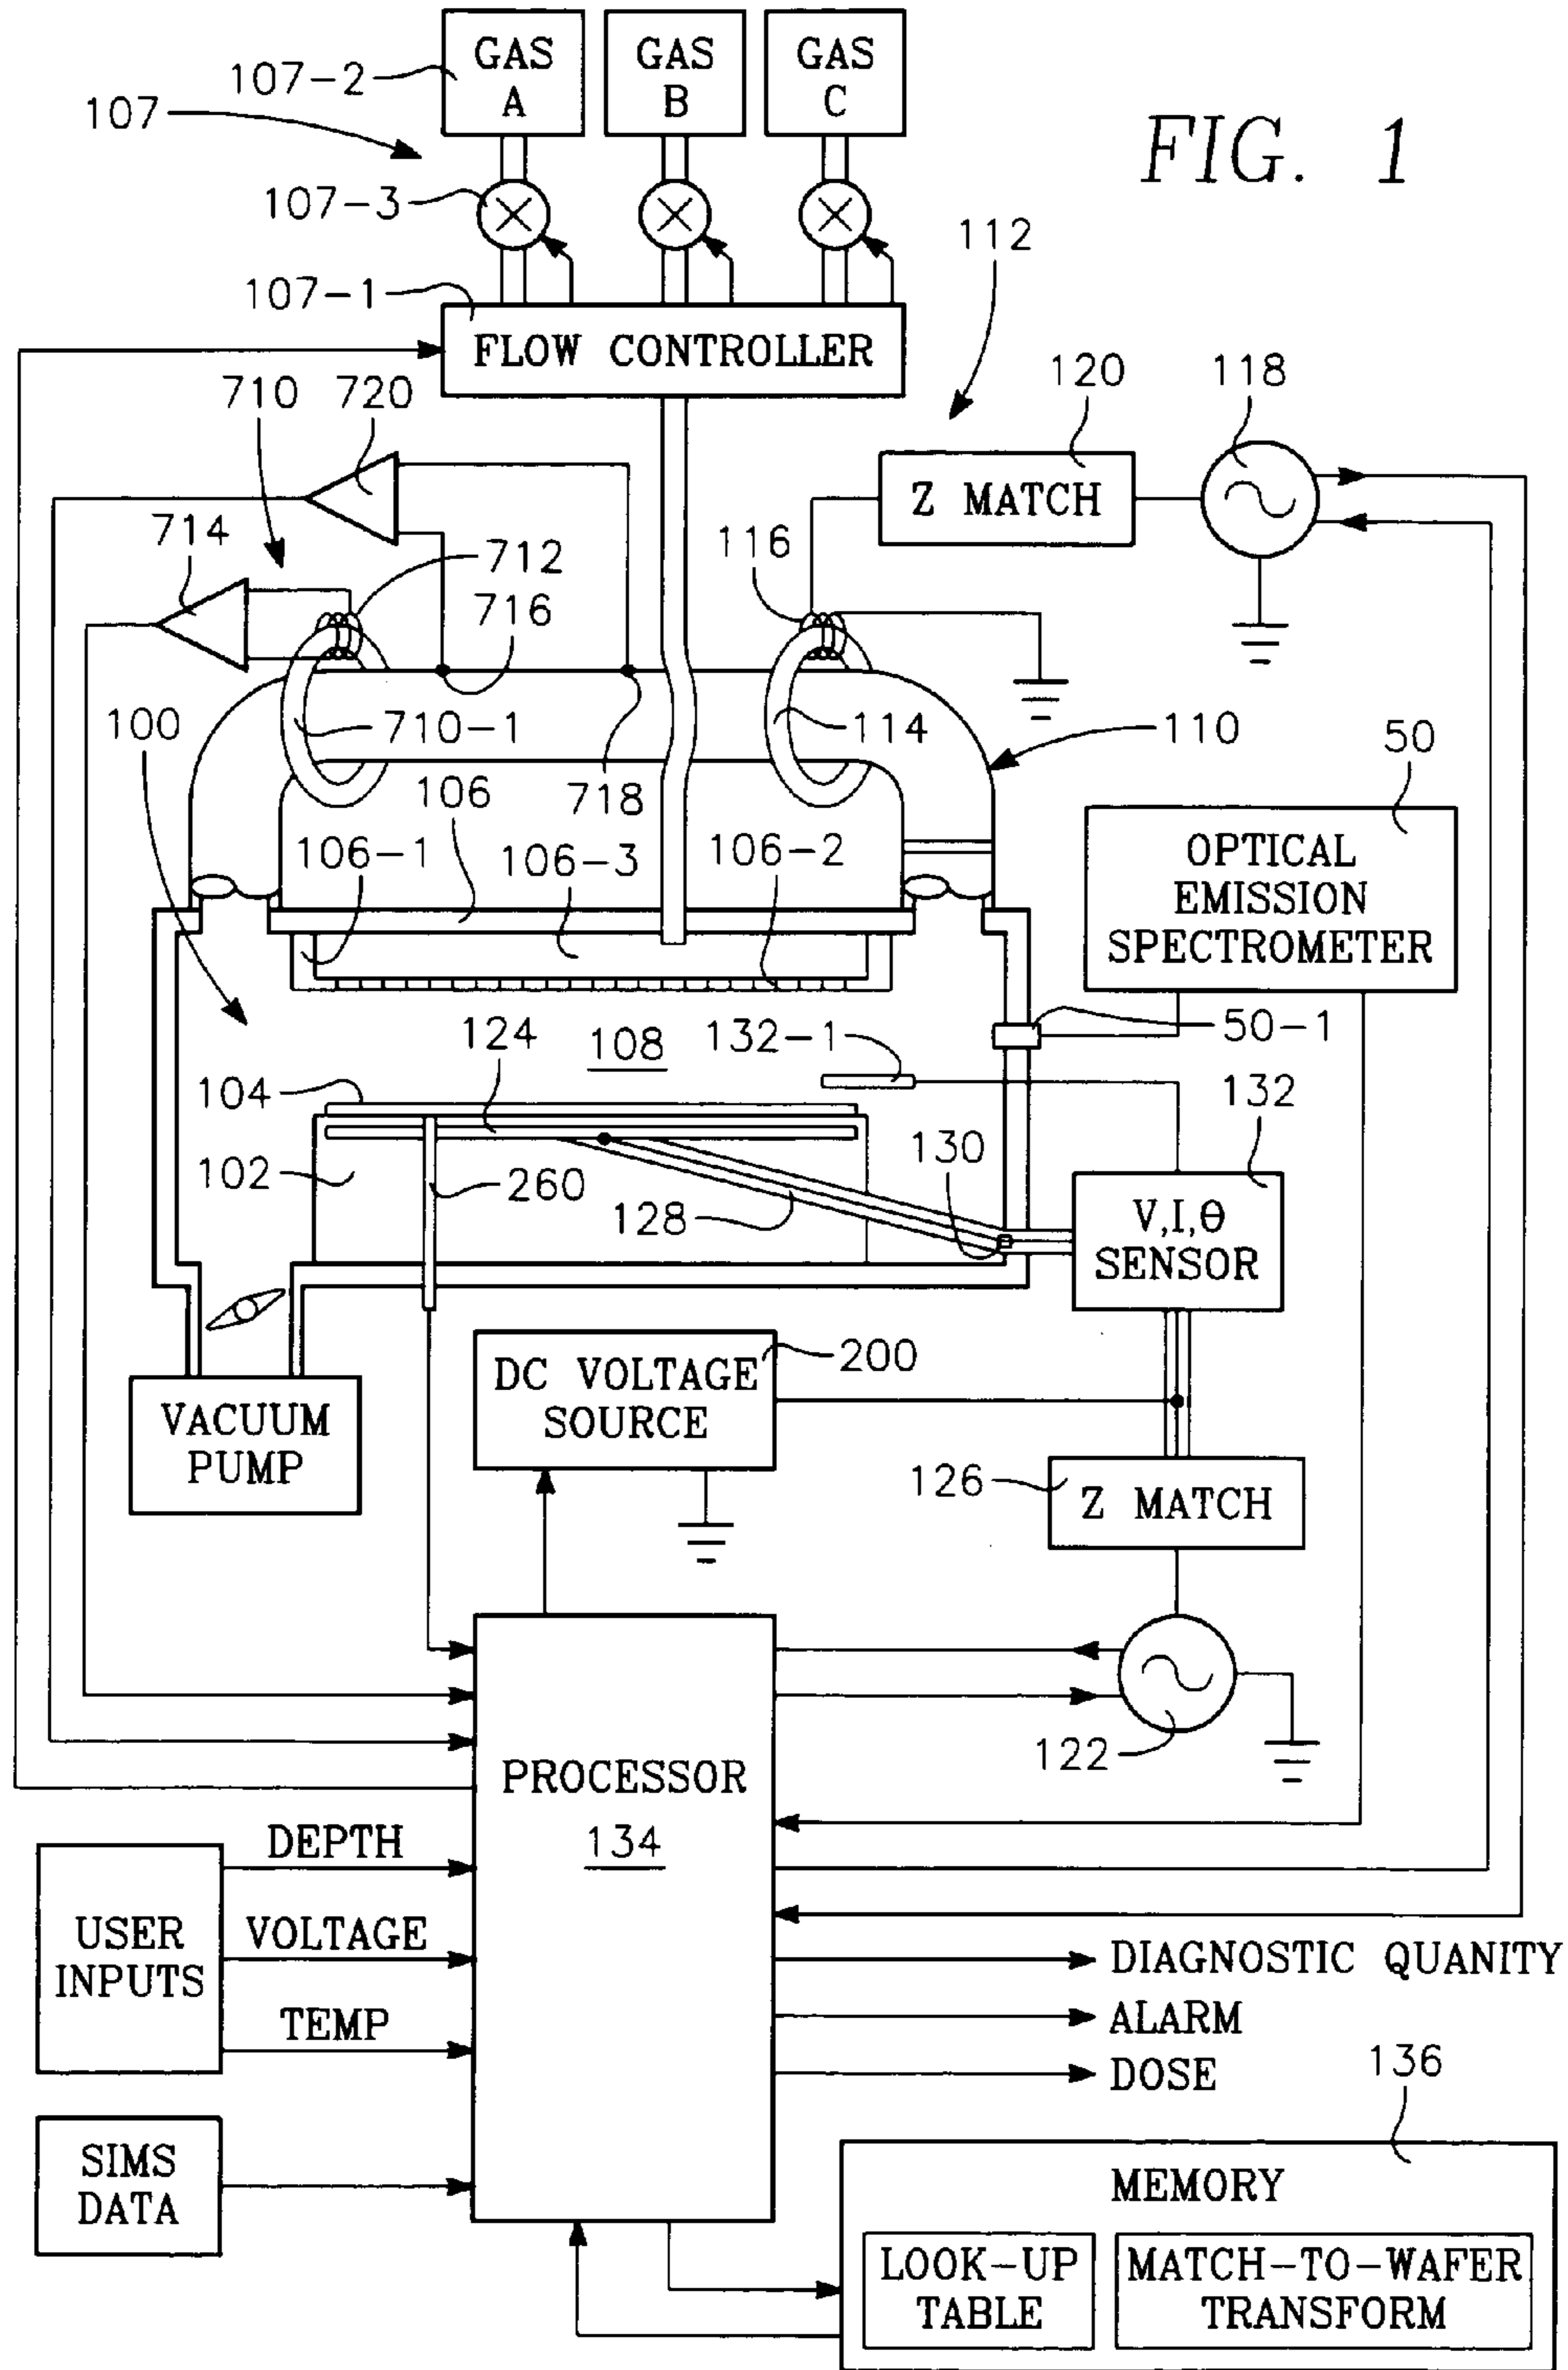 FIG. 1
GAS
A
GAS
B
GAS
C
107-2
107
107-3
107-1
FLOW CONTROLLER
112
710
720
120
118
Z MATCH
714
712
716
116
100
710-1
718
114
110
50
106
106-1
106-3
106-2
OPTICAL
EMISSION
SPECTROMETER
50-1
124
108
132-1
104
132
130
102
260
128
V,I,θ
SENSOR
DC VOLTAGE
SOURCE
200
VACUUM
PUMP
126
Z MATCH
122
PROCESSOR
134
USER
INPUTS
DEPTH
VOLTAGE
TEMP
DIAGNOSTIC QUANITY
ALARM
DOSE
136
SIMS
DATA
MEMORY
LOOK-UP
TABLE
MATCH-TO-WAFER
TRANSFORM